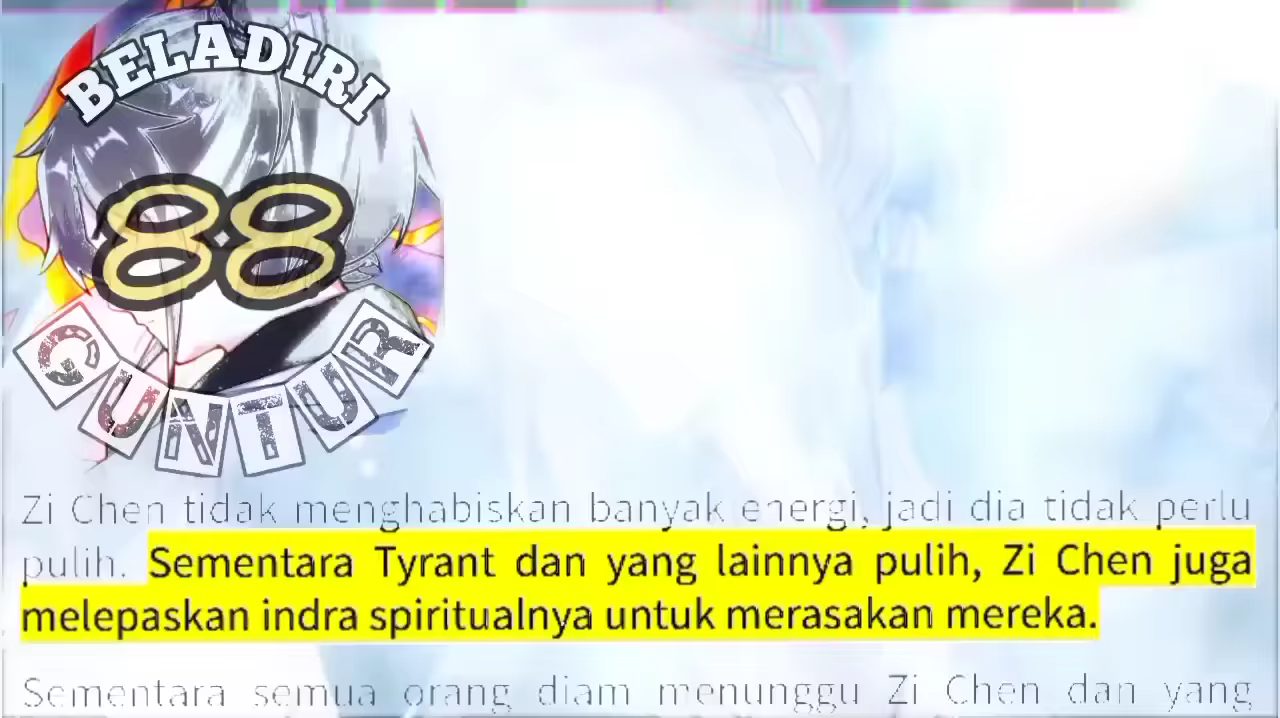 BELADIRI
88
GUNTUR
Zi Chen tidak menghabiskan banyak energi, jadi dia tidak perlu
pulih. Sementara Tyrant dan yang lainnya pulih, Zi Chen juga
melepaskan indra spiritualnya untuk merasakan mereka.
Sementara semua orang diam menunggu Zi Chen dan yang